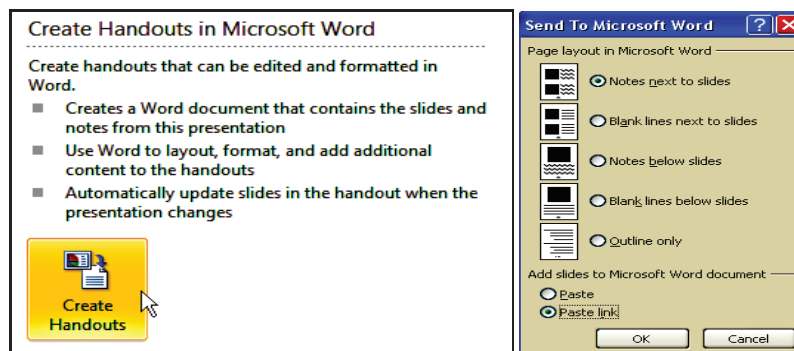 Create Handouts in Microsoft Word
Create handouts that can be edited and formatted in
Word.
Creates a Word document that contains the slides and
notes from this presentation
Use Word to layout, format, and add additional
content to the handouts
Automatically update slides in the handout when the
presentation changes
Create
Handouts
Send To Microsoft Word
Page layout in Microsoft Word
Notes next to slides
Blank lines next to slides
Notes below slides
Blank lines below slides
Outline only
Add slides to Microsoft Word document
Paste
Paste link
OK Cancel